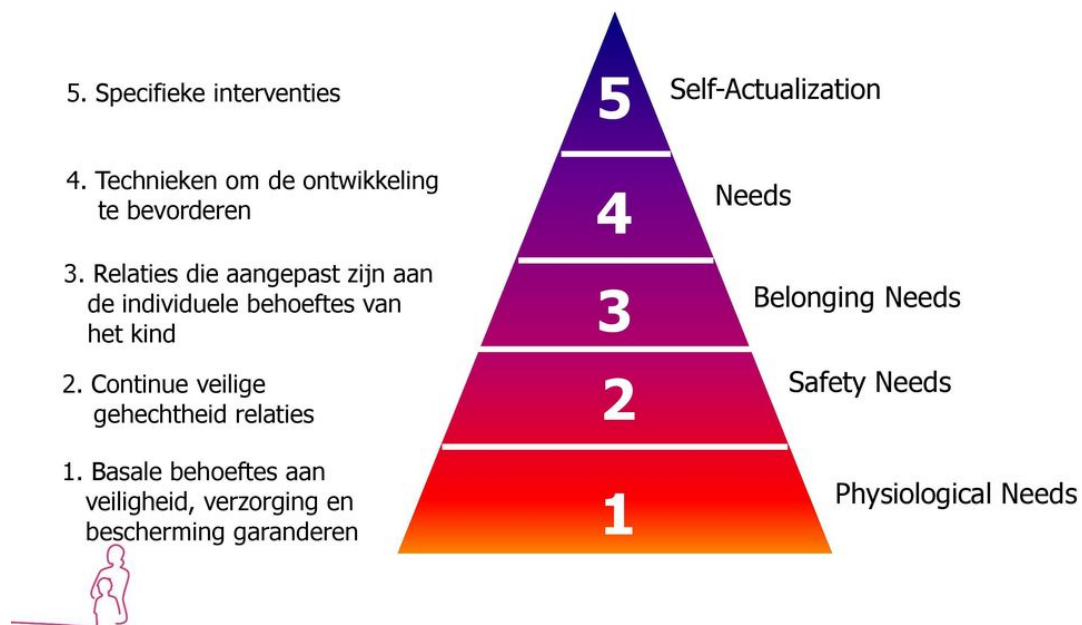 5. Specifieke interventies
5
Self-Actualization
4. Technieken om de ontwikkeling
te bevorderen
4
Needs
3. Relaties die aangepast zijn aan
de individuele behoeftes van
het kind
3
Belonging Needs
2. Continue veilige
gehechtheid relaties
2
Safety Needs
1. Basale behoeftes aan
veiligheid, verzorging en
bescherming garanderen
1
Physiological Needs